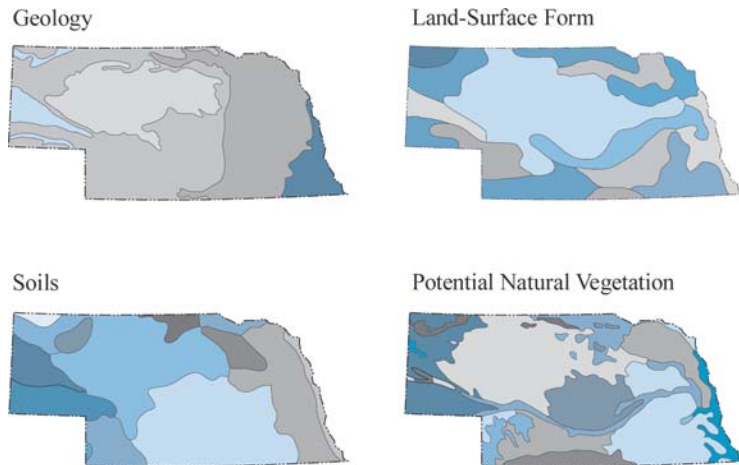 Geology
Land-Surface Form
Soils
Potential Natural Vegetation